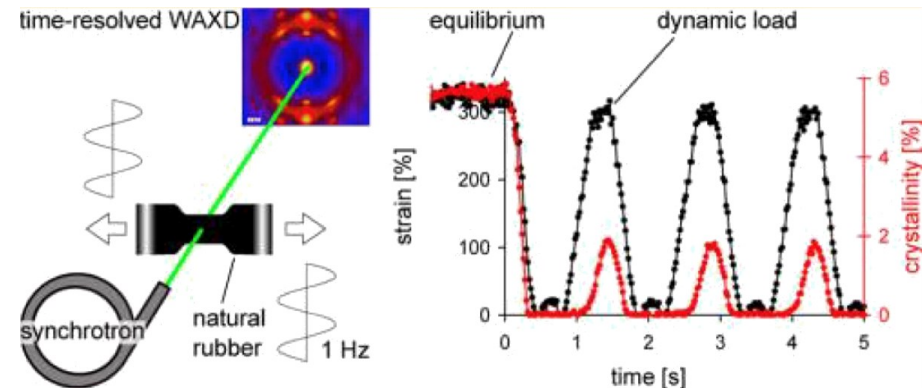 time-resolved WAXD
synchrotron
natural
rubber
1 Hz
equilibrium
dynamic load
strain [%]
300
200
100
0
crystallinity [%]
6
4
2
0
0 1 2 3 4 5
time [s]